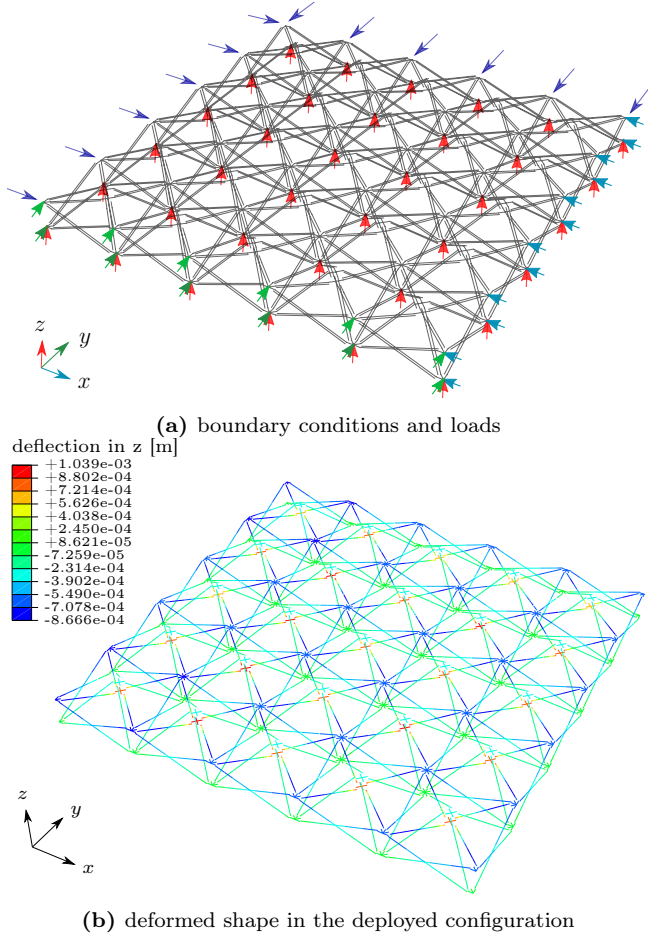 z
y
x
(a) boundary conditions and loads
deflection in z [m]
+1.039e-03
+8.802e-04
+7.214e-04
+5.626e-04
+4.038e-04
+2.450e-04
+8.621e-05
-7.259e-05
-2.314e-04
-3.902e-04
-5.490e-04
-7.078e-04
-8.666e-04
z
y
x
(b) deformed shape in the deployed configuration